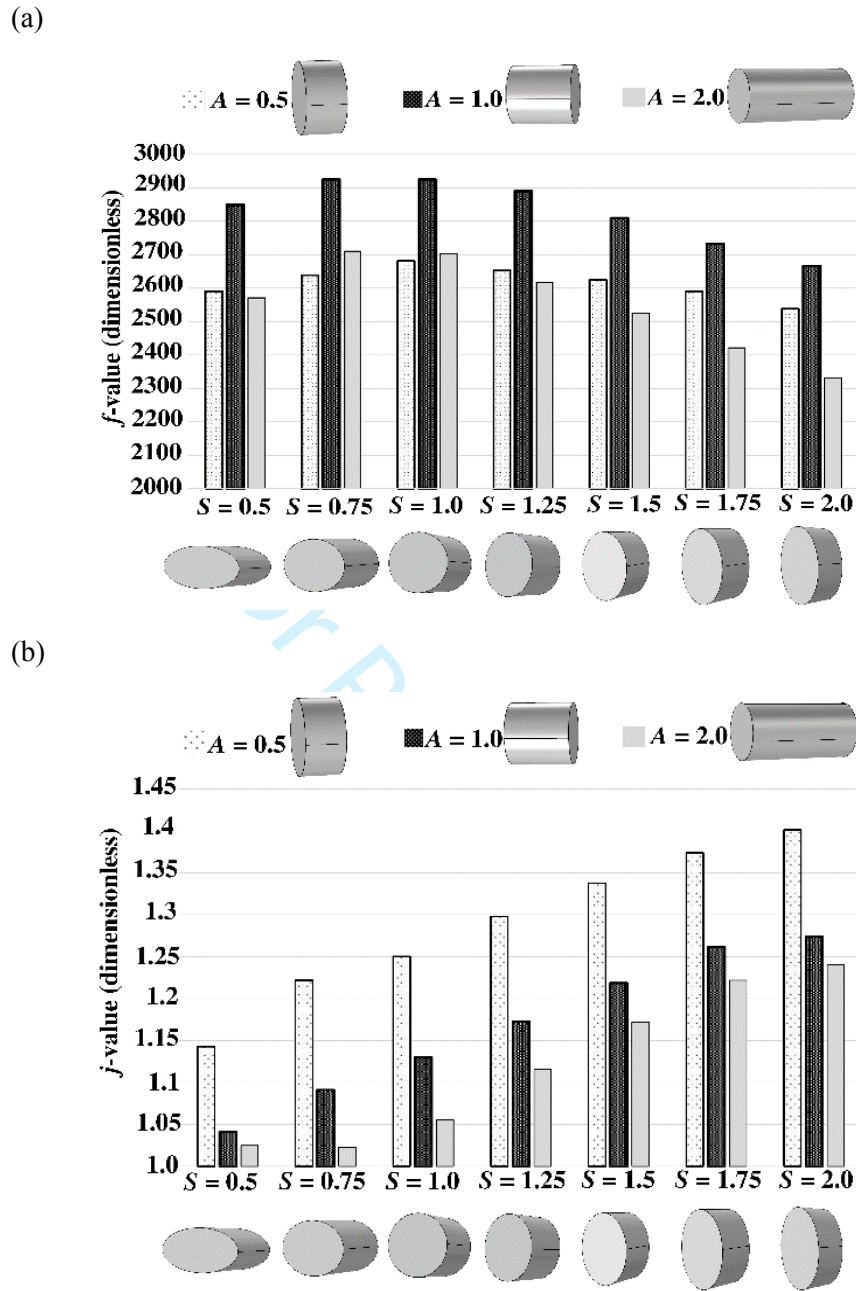 (a)
A = 0.5 A = 1.0 A = 2.0
f-value (dimensionless)
3000
2900
2800
2700
2600
2500
2400
2300
2200
2100
2000
S = 0.5 S = 0.75 S = 1.0 S = 1.25 S = 1.5 S = 1.75 S = 2.0
(b)
A = 0.5 A = 1.0 A = 2.0
j-value (dimensionless)
1.45
1.4
1.35
1.3
1.25
1.2
1.15
1.1
1.05
1.0
S = 0.5 S = 0.75 S = 1.0 S = 1.25 S = 1.5 S = 1.75 S = 2.0